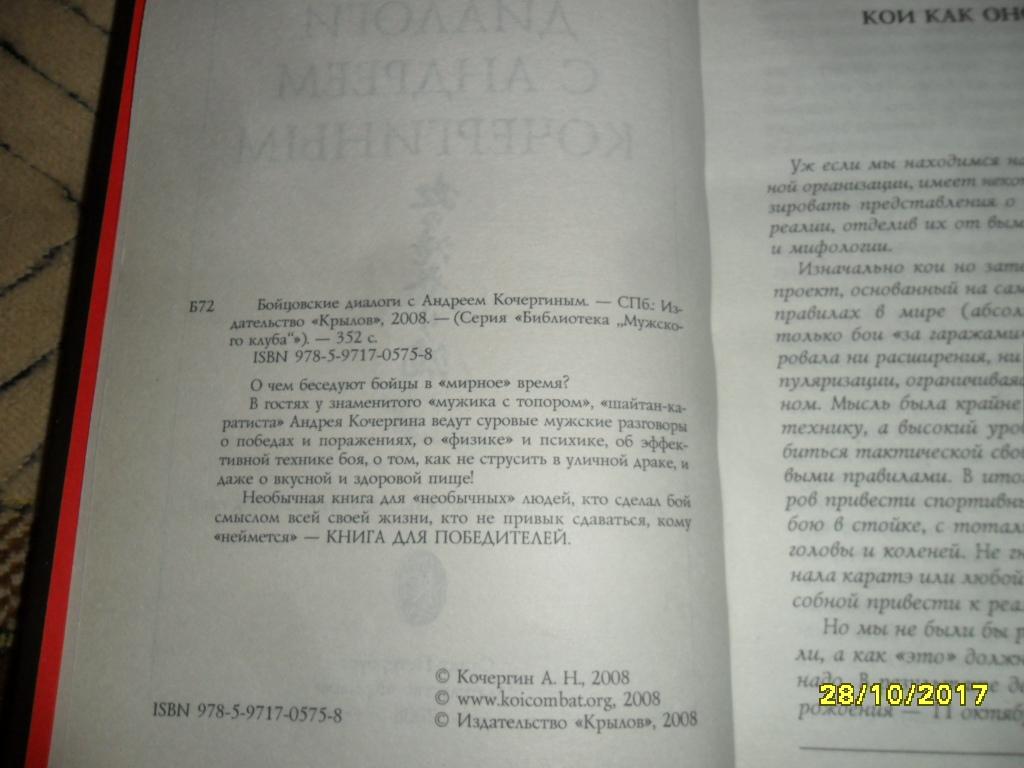 Б72
Бойцовские диалоги с Андреем Кочергиным. — СПб.: Из-
дательство «Крылов», 2008. — (Серия «Библиотека „Мужско-
го клуба“»). — 352 с.
ISBN 978-5-9717-0575-8
О чем беседуют бойцы в «мирное» время?
В гостях у знаменитого «мужика с топором», «шайтан-ка-
ратиста» Андрея Кочергина ведут суровые мужские разговоры
о победах и поражениях, о «физике» и психике, об эффек-
тивной технике боя, о том, как не струсить в уличной драке, и
даже о вкусной и здоровой пище!
Необычная книга для «необычных» людей, кто сделал бой
смыслом всей своей жизни, кто не привык сдаваться, кому
«неймется» — КНИГА ДЛЯ ПОБЕДИТЕЛЕЙ.
© Кочергин А. Н., 2008
© www.koicombat.org, 2008
ISBN 978-5-9717-0575-8
© Издательство «Крылов», 2008
КОИ КАК ОНО
Уж если мы находимся на
ной организации, имеет неко
зировать представления о
реалии, отделив их от вым
и мифологии.
Изначально кои но зате
проект, основанный на сам
правилах в мире (абсол
только бои «за гаражами
ровала ни расширения, ни
пуляризации, ограничивая
ном. Мысль была крайне
технику, а высокий уров
биться тактической сво
выми правилами. В итог
ров привести спортивны
бою в стойке, с тотал
головы и коленей. Не
нала каратэ или любой
собной привести к реа
Но мы не были бы
ли, а как «это» должн
надо. В
рождения — 11 октябр
28/10/2017